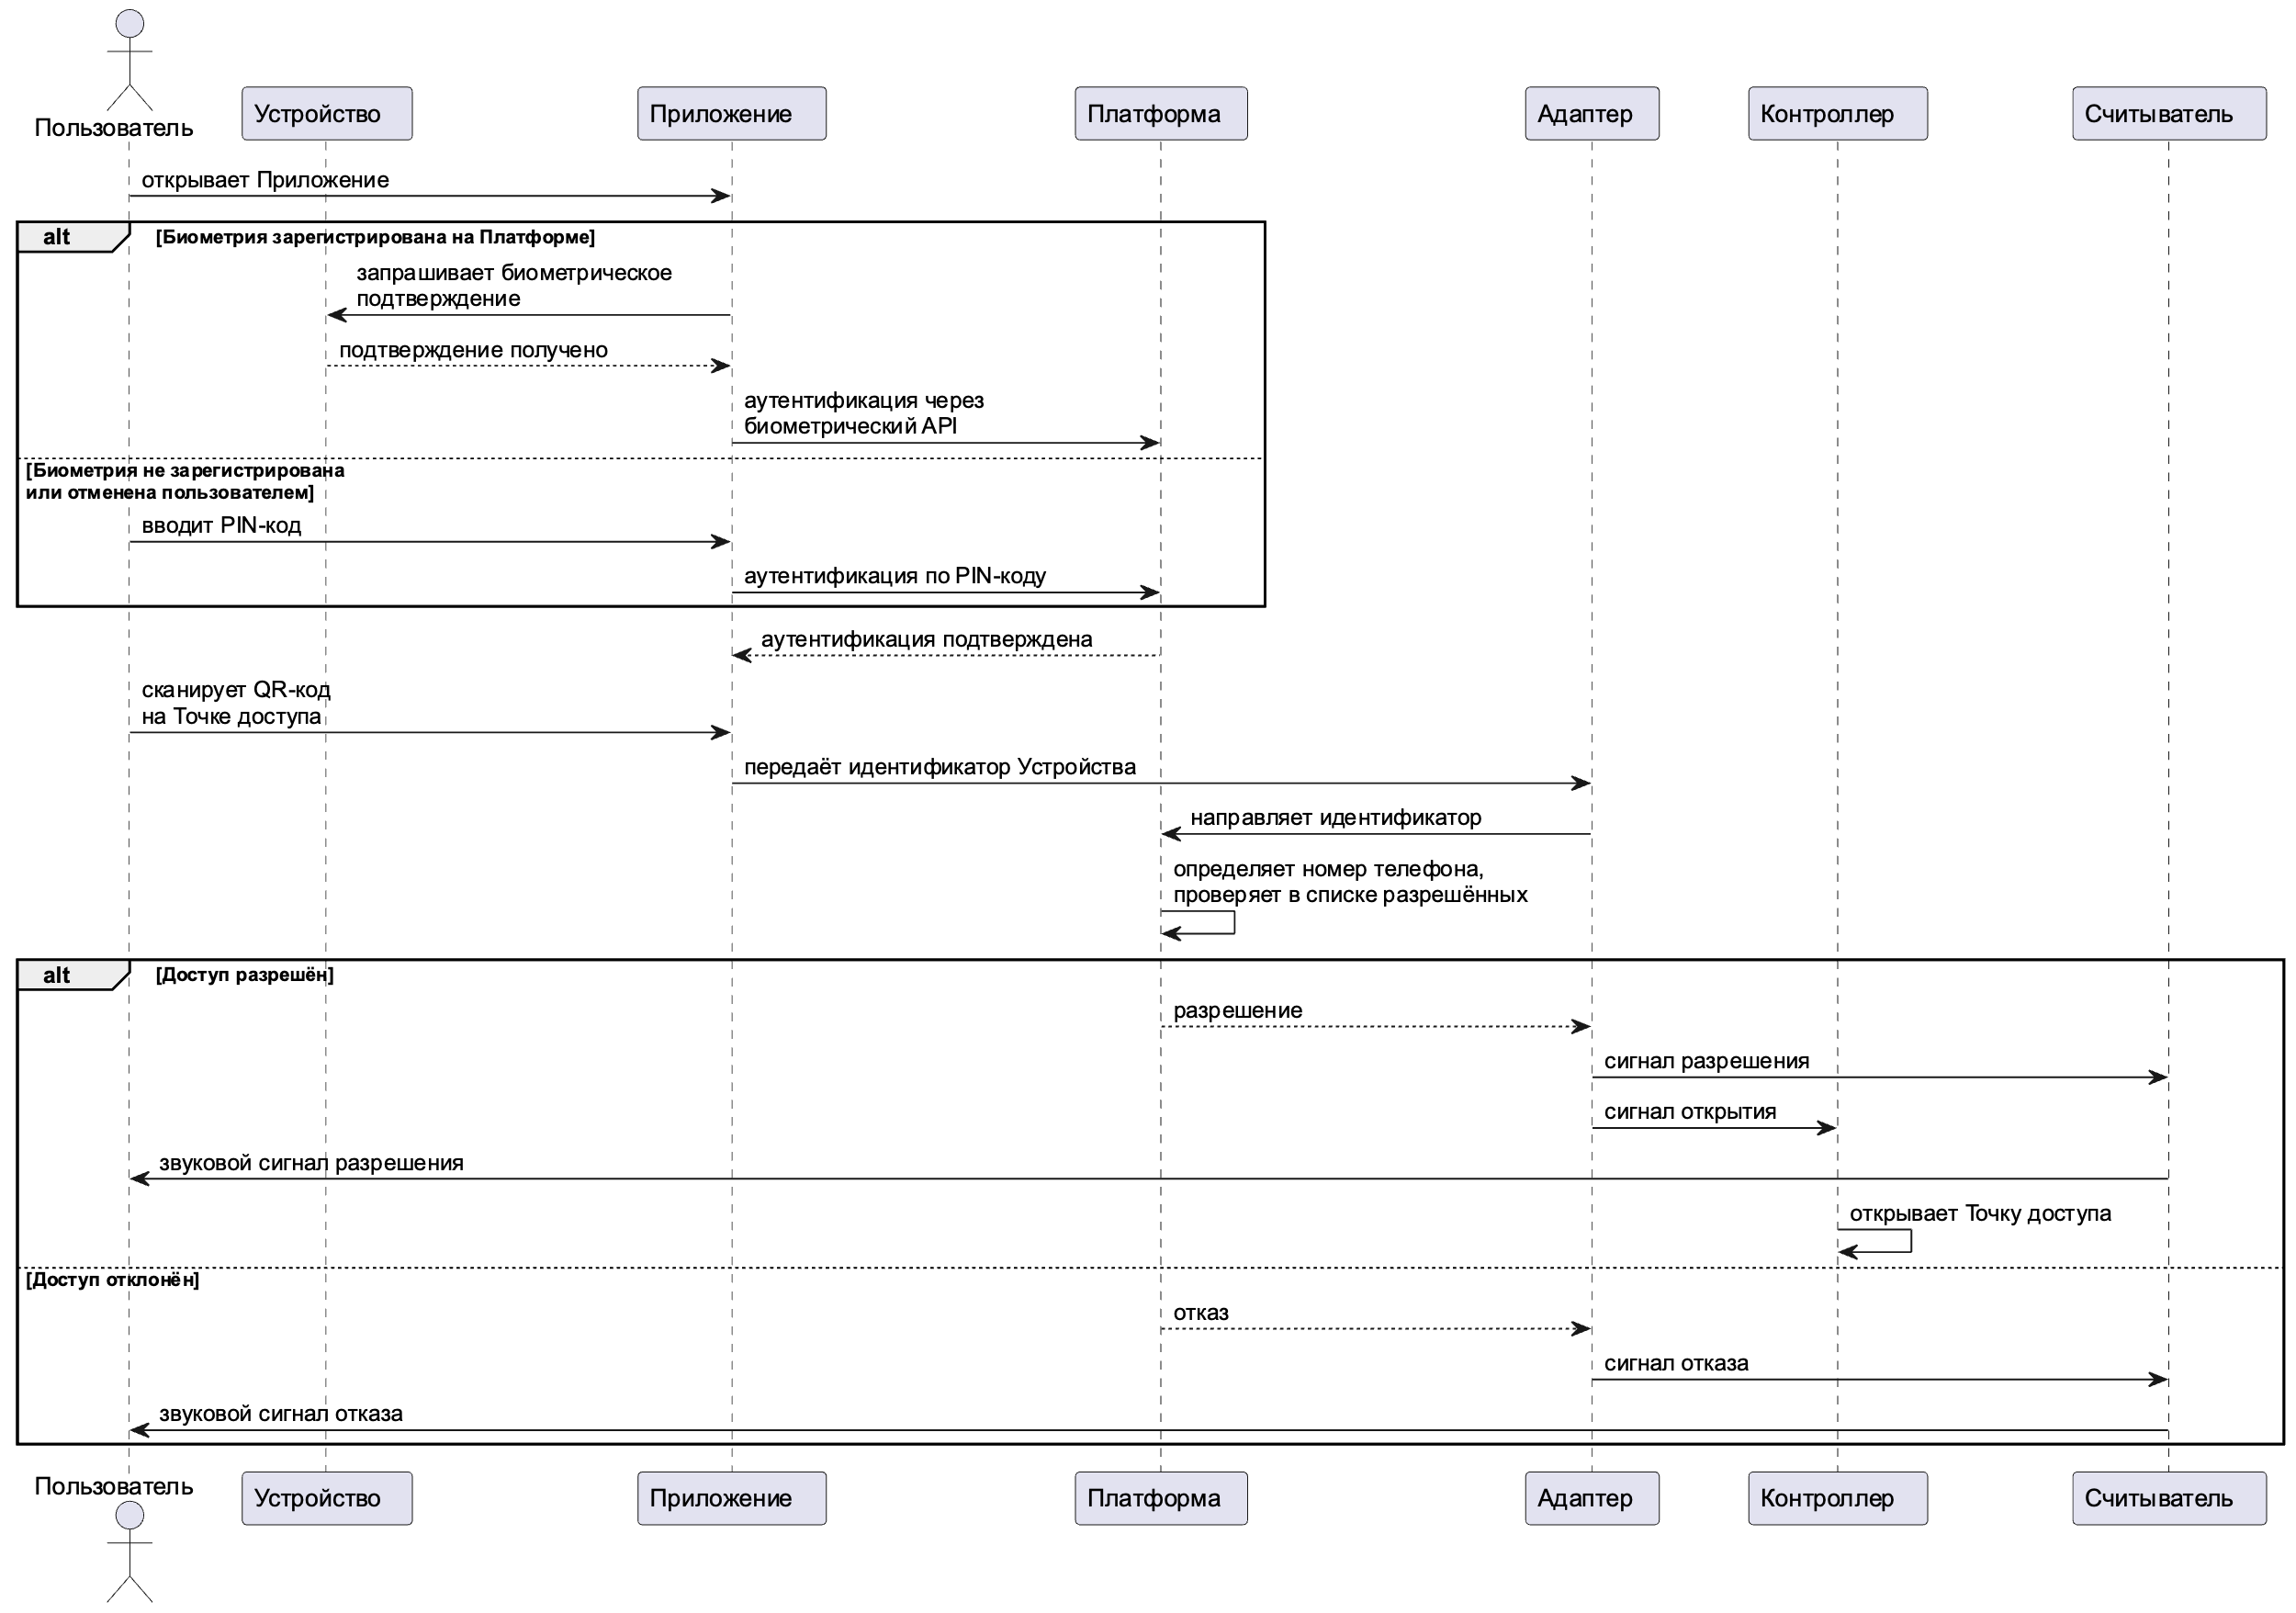 Пользователь
Устройство
Приложение
Платформа
Адаптер
Контроллер
Считыватель
открывает Приложение
alt
[Биометрия зарегистрирована на Платформе]
запрашивает биометрическое
подтверждение
подтверждение получено
аутентификация через
биометрический API
[Биометрия не зарегистрирована
или отменена пользователем]
вводит PIN-код
аутентификация по PIN-коду
аутентификация подтверждена
сканирует QR-код
на Точке доступа
передаёт идентификатор Устройства
направляет идентификатор
определяет номер телефона,
проверяет в списке разрешённых
alt
[Доступ разрешён]
разрешение
сигнал разрешения
сигнал открытия
звуковой сигнал разрешения
открывает Точку доступа
[Доступ отклонён]
отказ
сигнал отказа
звуковой сигнал отказа
Пользователь
Устройство
Приложение
Платформа
Адаптер
Контроллер
Считыватель